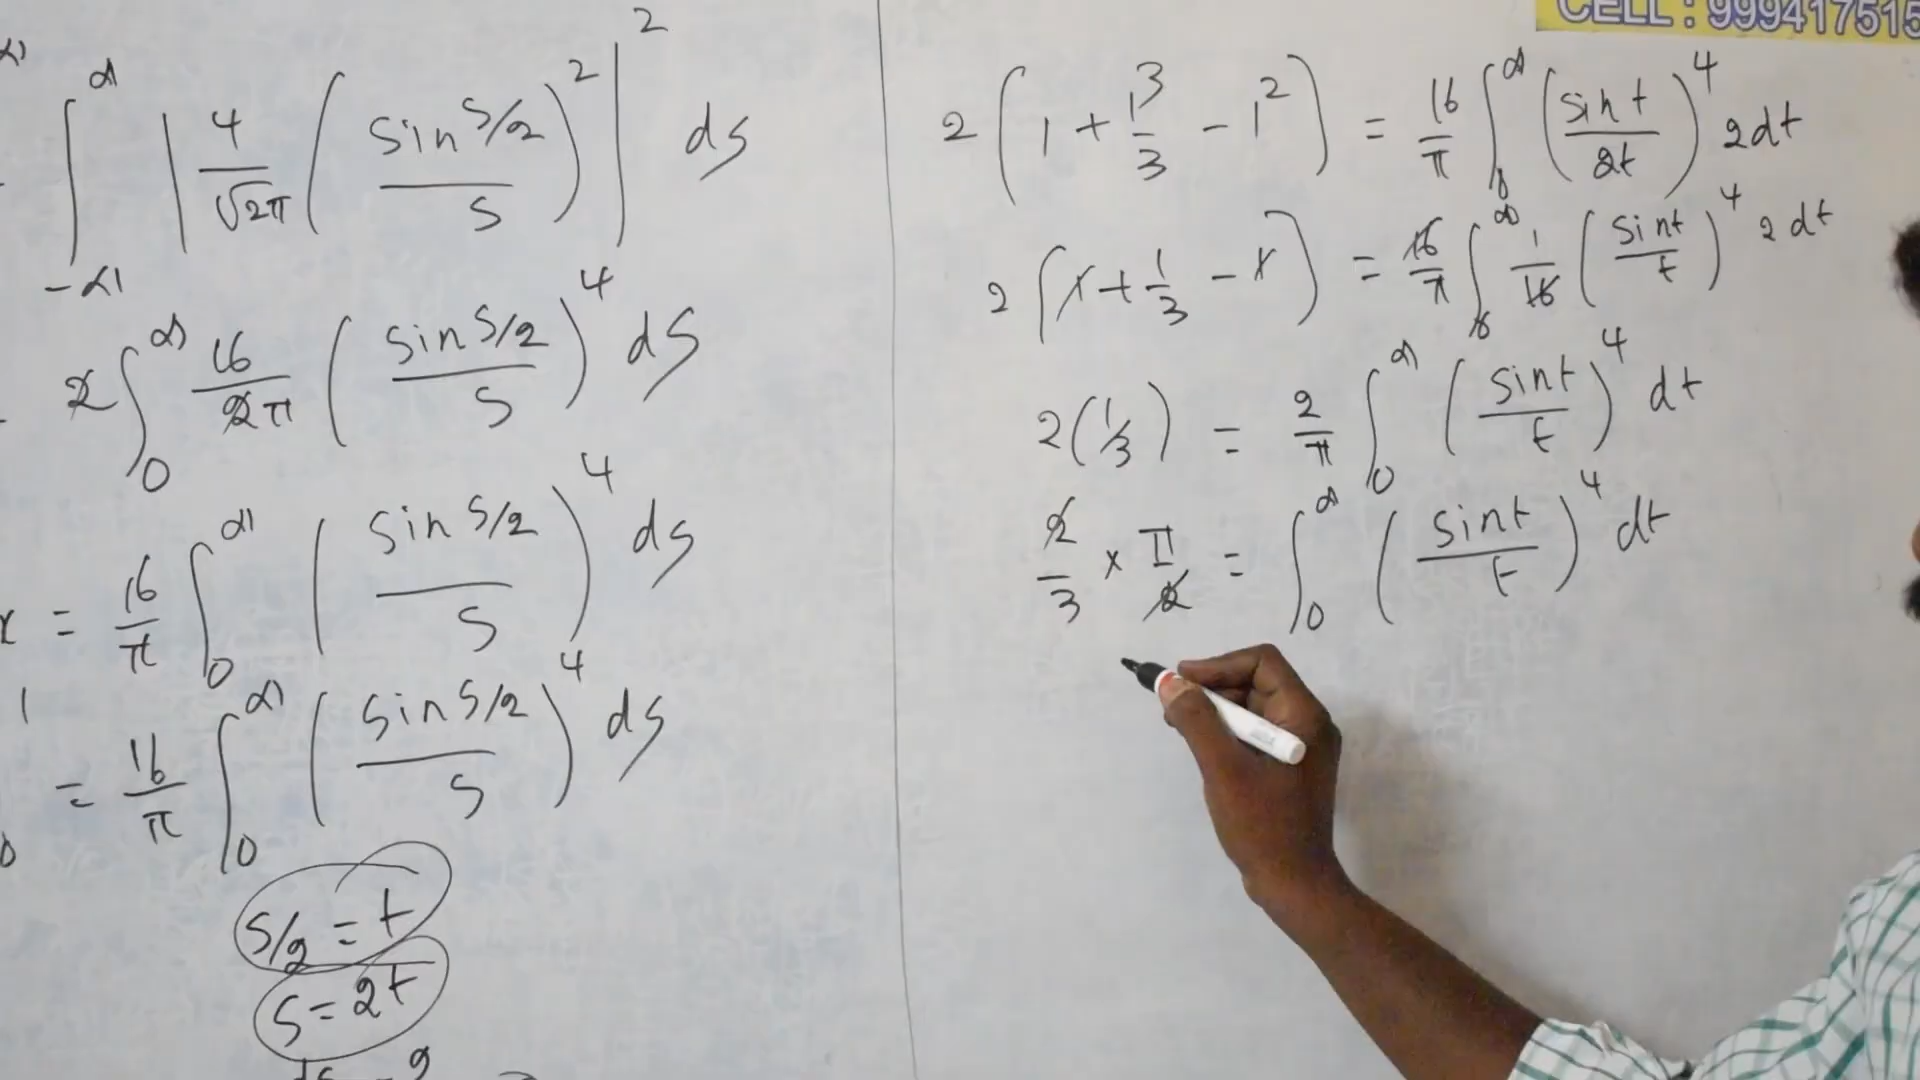 ∫_{-∞}^{∞} | 4/√2π ( sin s/2 / s )² |² ds
2 ∫_0^∞ 16/2π ( sin s/2 / s )⁴ ds
= 16/π ∫_0^∞ ( sin s/2 / s )⁴ ds
= 16/π ∫_0^∞ ( sin s/2 / s )⁴ ds
s/2 = t
s = 2t
CELL : 999417515
2 ( 1 + 1³/3 - 1² ) = 16/π ∫_0^∞ ( sin t / 2t )⁴ 2dt
2 ( 1 + 1/3 - 1 ) = 16/π ∫_0^∞ 1/16 ( sin t / t )⁴ 2 dt
2 ( 1/3 ) = 2/π ∫_0^∞ ( sin t / t )⁴ dt
2/3 × π/2 = ∫_0^∞ ( sin t / t )⁴ dt